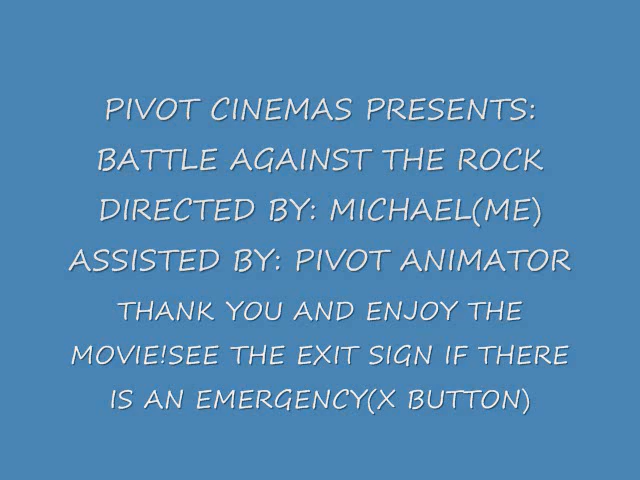 PIVOT CINEMAS PRESENTS:
BATTLE AGAINST THE ROCK
DIRECTED BY: MICHAEL(ME)
ASSISTED BY: PIVOT ANIMATOR
THANK YOU AND ENJOY THE
MOVIE!SEE THE EXIT SIGN IF THERE
IS AN EMERGENCY(X BUTTON)